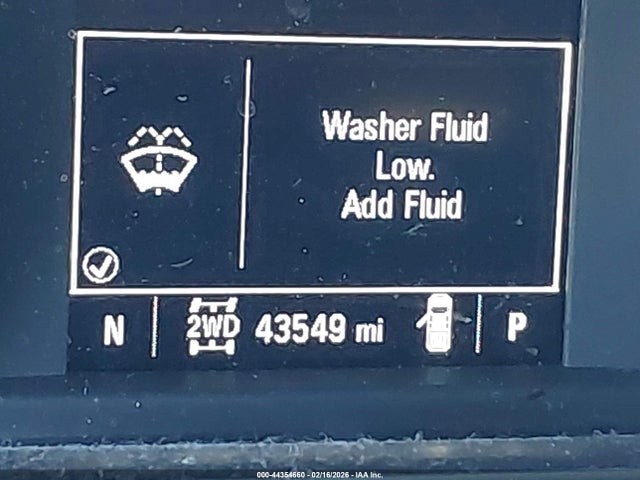 Washer Fluid
Low.
Add Fluid
N 2WD 43549 mi P
000-44354660 - 02/16/2026 - IAA Inc.